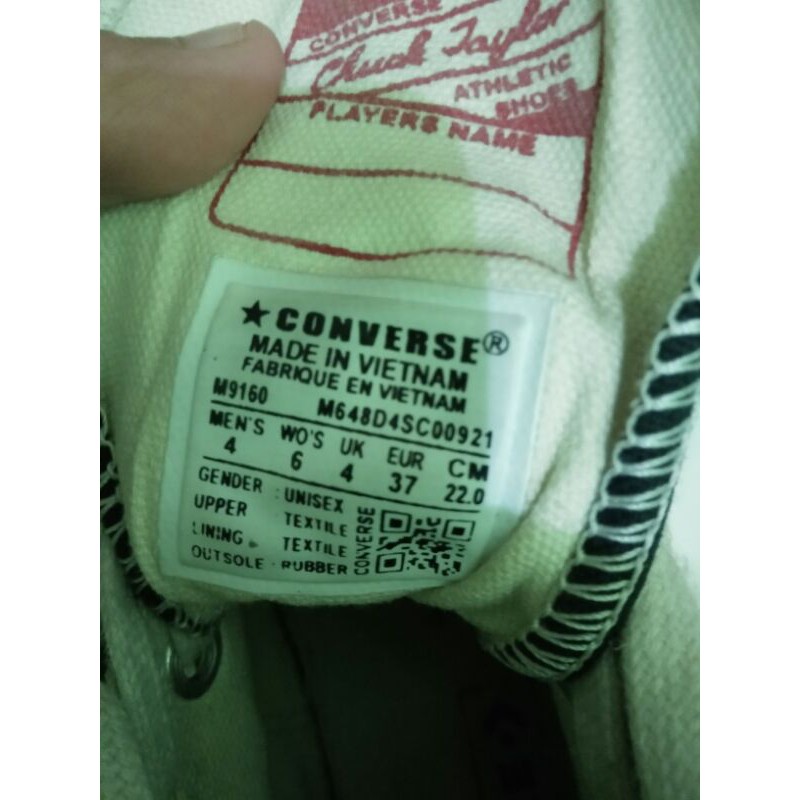 CONVERSE
Chuck Taylor
ATHLETIC
SHOES
PLAYERS NAME
★CONVERSE®
MADE IN VIETNAM
FABRIQUE EN VIETNAM
M9160 M648D4SC00921
MEN'S WO'S UK EUR CM
4 6 4 37 22.0
GENDER : UNISEX
UPPER TEXTILE
LINING TEXTILE
OUTSOLE RUBBER
CONVERSE